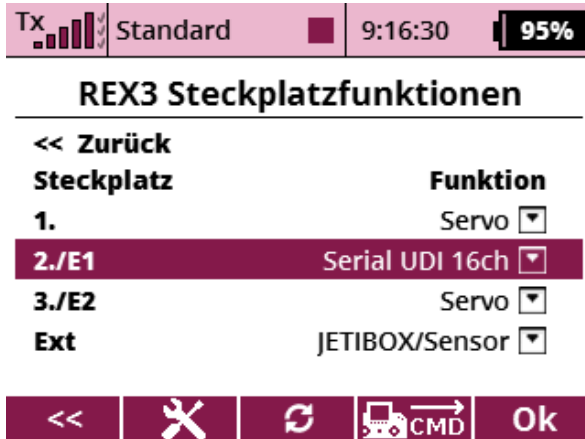 Tx Standard 9:16:30 95%
REX3 Steckplatzfunktionen
<< Zurück
Steckplatz Funktion
1. Servo
2./E1 Serial UDI 16ch
3./E2 Servo
Ext JETIBOX/Sensor
<< CMD Ok